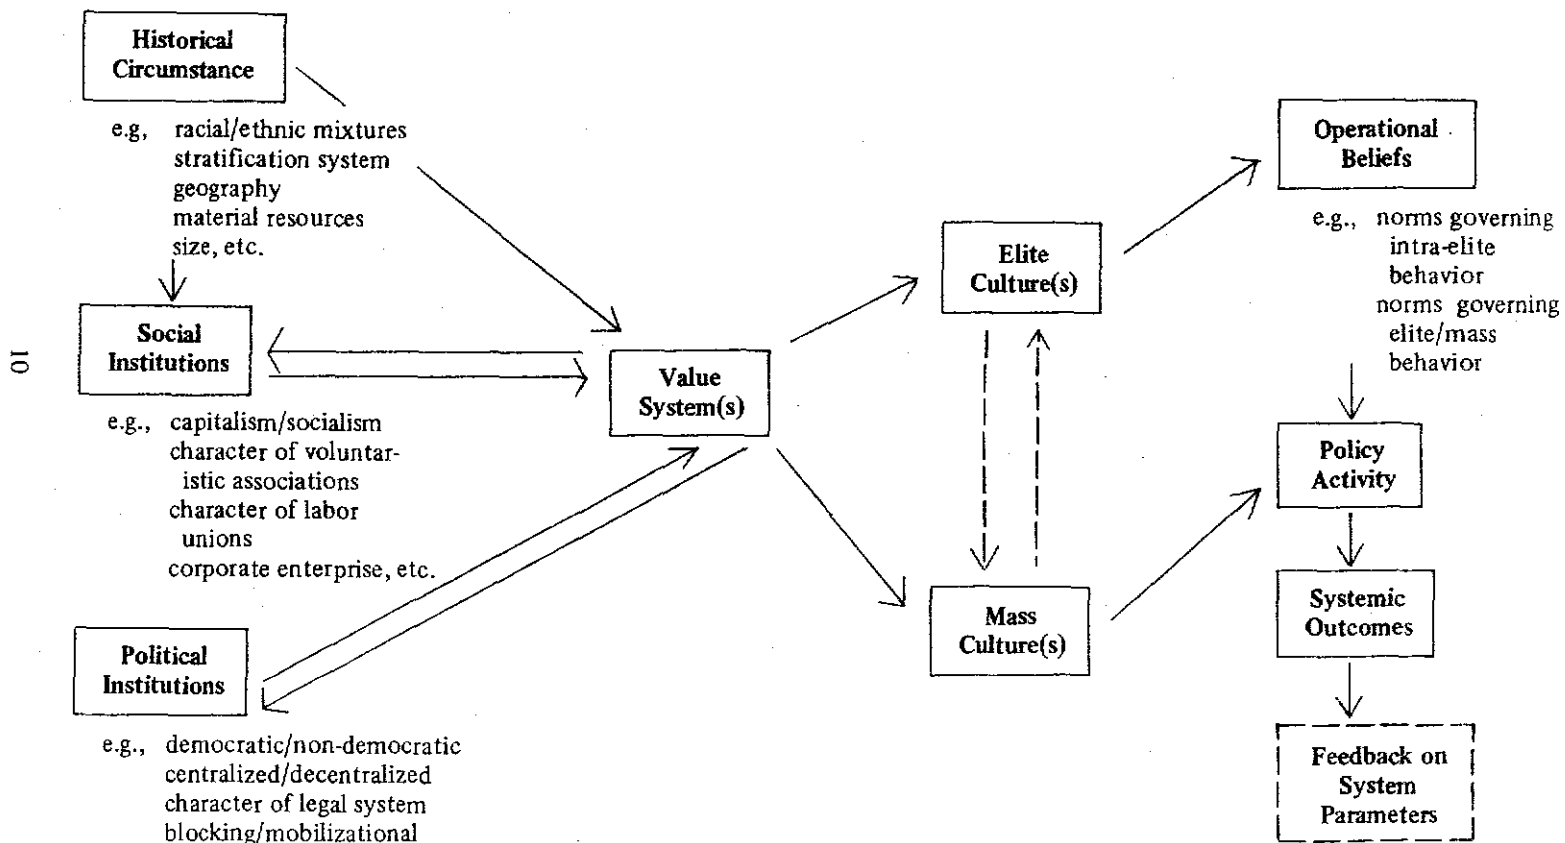 Historical
Circumstance
e.g, racial/ethnic mixtures
stratification system
geography
material resources
size, etc.
Social
Institutions
e.g., capitalism/socialism
character of voluntar-
istic associations
character of labor
unions
corporate enterprise, etc.
Political
Institutions
e.g., democratic/non-democratic
centralized/decentralized
character of legal system
blocking/mobilizational
Value
System(s)
Elite
Culture(s)
Mass
Culture(s)
Operational
Beliefs
e.g., norms governing
intra-elite
behavior
norms governing
elite/mass
behavior
Policy
Activity
Systemic
Outcomes
Feedback on
System
Parameters
10